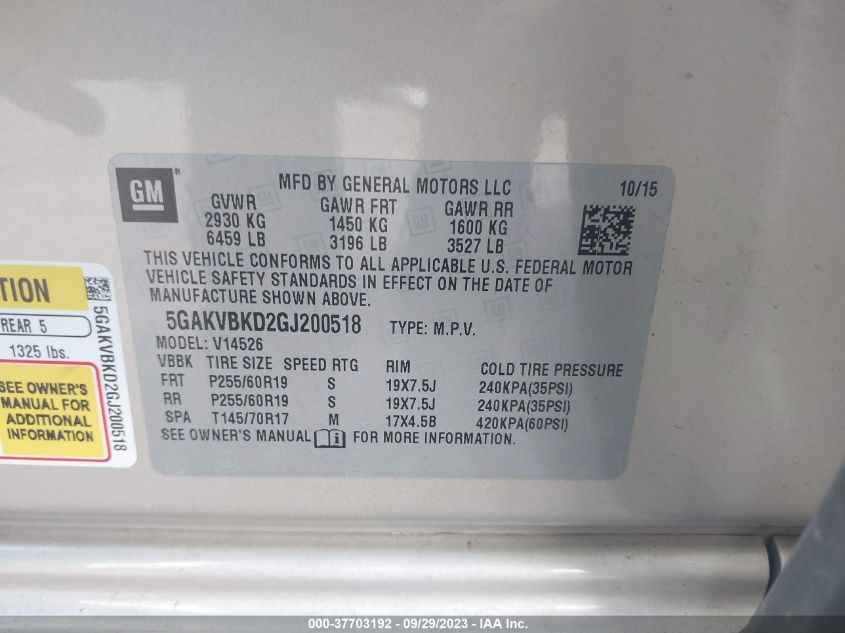 GM
MFD BY GENERAL MOTORS LLC 10/15
GVWR GAWR FRT GAWR RR
2930 KG 1450 KG 1600 KG
6459 LB 3196 LB 3527 LB
THIS VEHICLE CONFORMS TO ALL APPLICABLE U.S. FEDERAL MOTOR
VEHICLE SAFETY STANDARDS IN EFFECT ON THE DATE OF
MANUFACTURE SHOWN ABOVE.
5GAKVBKD2GJ200518 TYPE: M.P.V.
MODEL: V14526
VBBK TIRE SIZE SPEED RTG RIM COLD TIRE PRESSURE
FRT P255/60R19 S 19X7.5J 240KPA(35PSI)
RR P255/60R19 S 19X7.5J 240KPA(35PSI)
SPA T145/70R17 M 17X4.5B 420KPA(60PSI)
SEE OWNER'S MANUAL FOR MORE INFORMATION.
TION
REAR 5
1325 lbs.
SEE OWNER'S
MANUAL FOR
ADDITIONAL
INFORMATION
5GAKVBKD2GJ200518
000-37703192 - 09/29/2023 - IAA Inc.